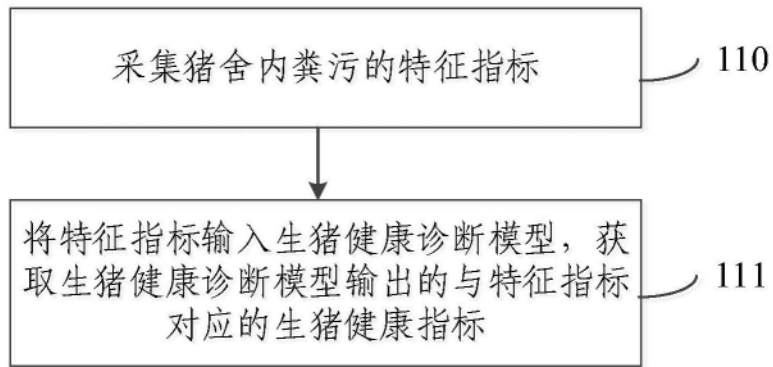 采集猪舍内粪污的特征指标
110
将特征指标输入生猪健康诊断模型，获
取生猪健康诊断模型输出的与特征指标
对应的生猪健康指标
111